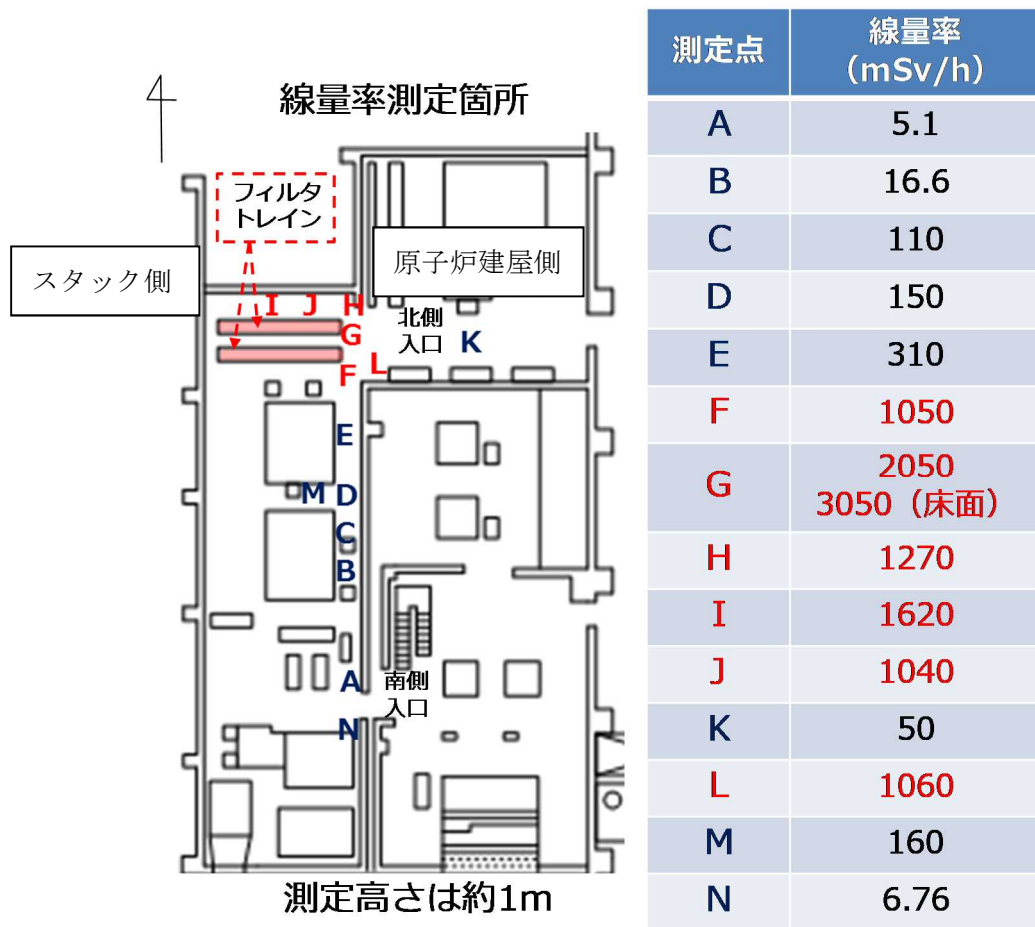 線量率測定箇所
フィルタ
トレイン
スタック側
原子炉建屋側
I J H
G
F
L
北側
入口
K
E
M D
C
B
A
南側
入口
N
測定高さは約1m
測定点 線量率
(mSv/h)
A 5.1
B 16.6
C 110
D 150
E 310
F 1050
G 2050
3050（床面）
H 1270
I 1620
J 1040
K 50
L 1060
M 160
N 6.76